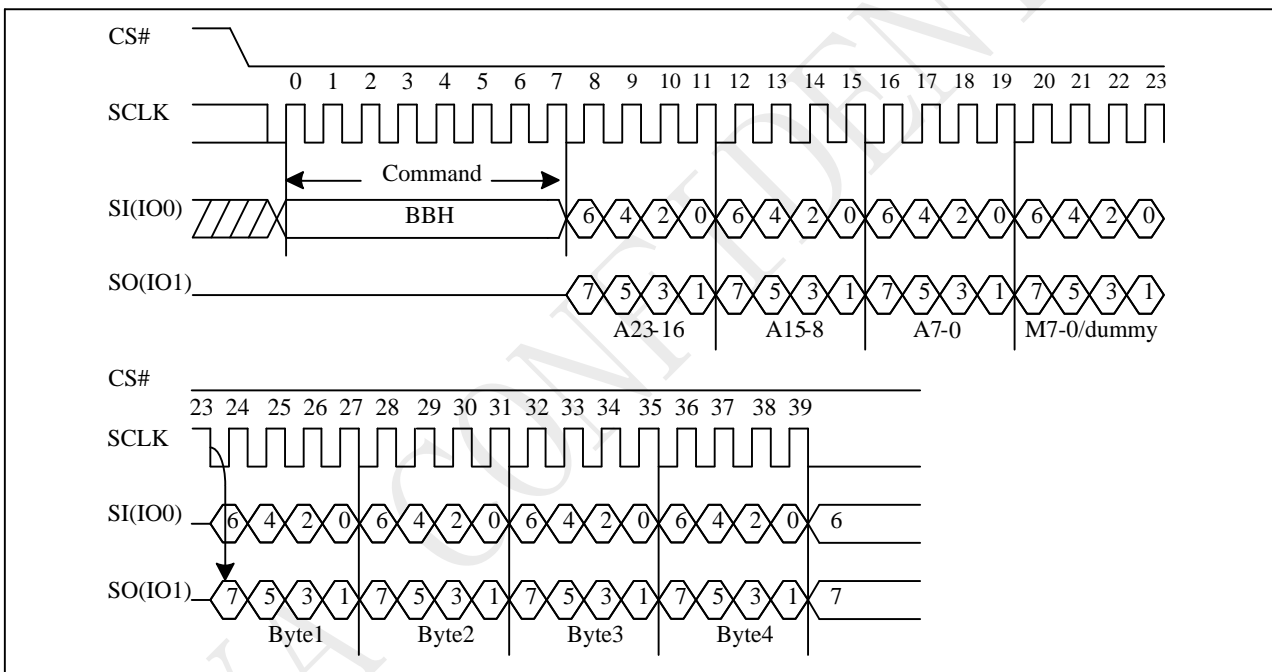 CS#
0 1 2 3 4 5 6 7 8 9 10 11 12 13 14 15 16 17 18 19 20 21 22 23
SCLK
Command
SI(IO0) BBH 6 4 2 0 6 4 2 0 6 4 2 0 6 4 2 0
SO(IO1) 7 5 3 1 7 5 3 1 7 5 3 1 7 5 3 1
A23-16 A15-8 A7-0 M7-0/dummy
CS#
23 24 25 26 27 28 29 30 31 32 33 34 35 36 37 38 39
SCLK
SI(IO0) 6 4 2 0 6 4 2 0 6 4 2 0 6 4 2 0 6
SO(IO1) 7 5 3 1 7 5 3 1 7 5 3 1 7 5 3 1 7
Byte1 Byte2 Byte3 Byte4